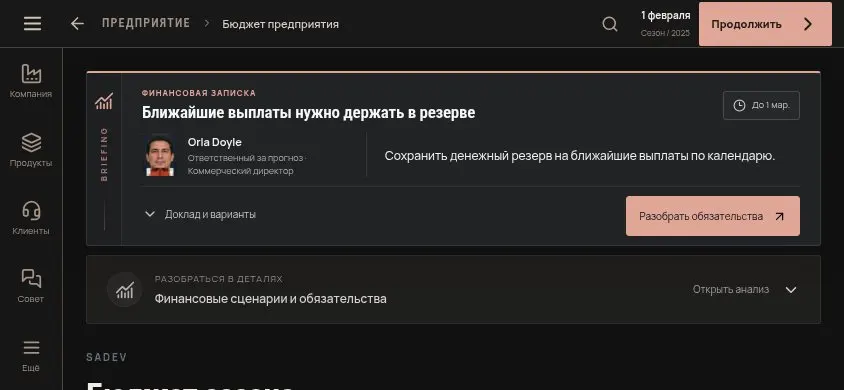 ПРЕДПРИЯТИЕ
Бюджет предприятия
1 февраля
Сезон / 2025
Продолжить
Компания
Продукты
Клиенты
Совет
Ещё
BRIEFING
ФИНАНСОВАЯ ЗАПИСКА
Ближайшие выплаты нужно держать в резерве
До 1 мар.
Orla Doyle
Ответственный за прогноз ·
Коммерческий директор
Сохранить денежный резерв на ближайшие выплаты по календарю.
Доклад и варианты
Разобрать обязательства
РАЗОБРАТЬСЯ В ДЕТАЛЯХ
Финансовые сценарии и обязательства
Открыть анализ
SADEV